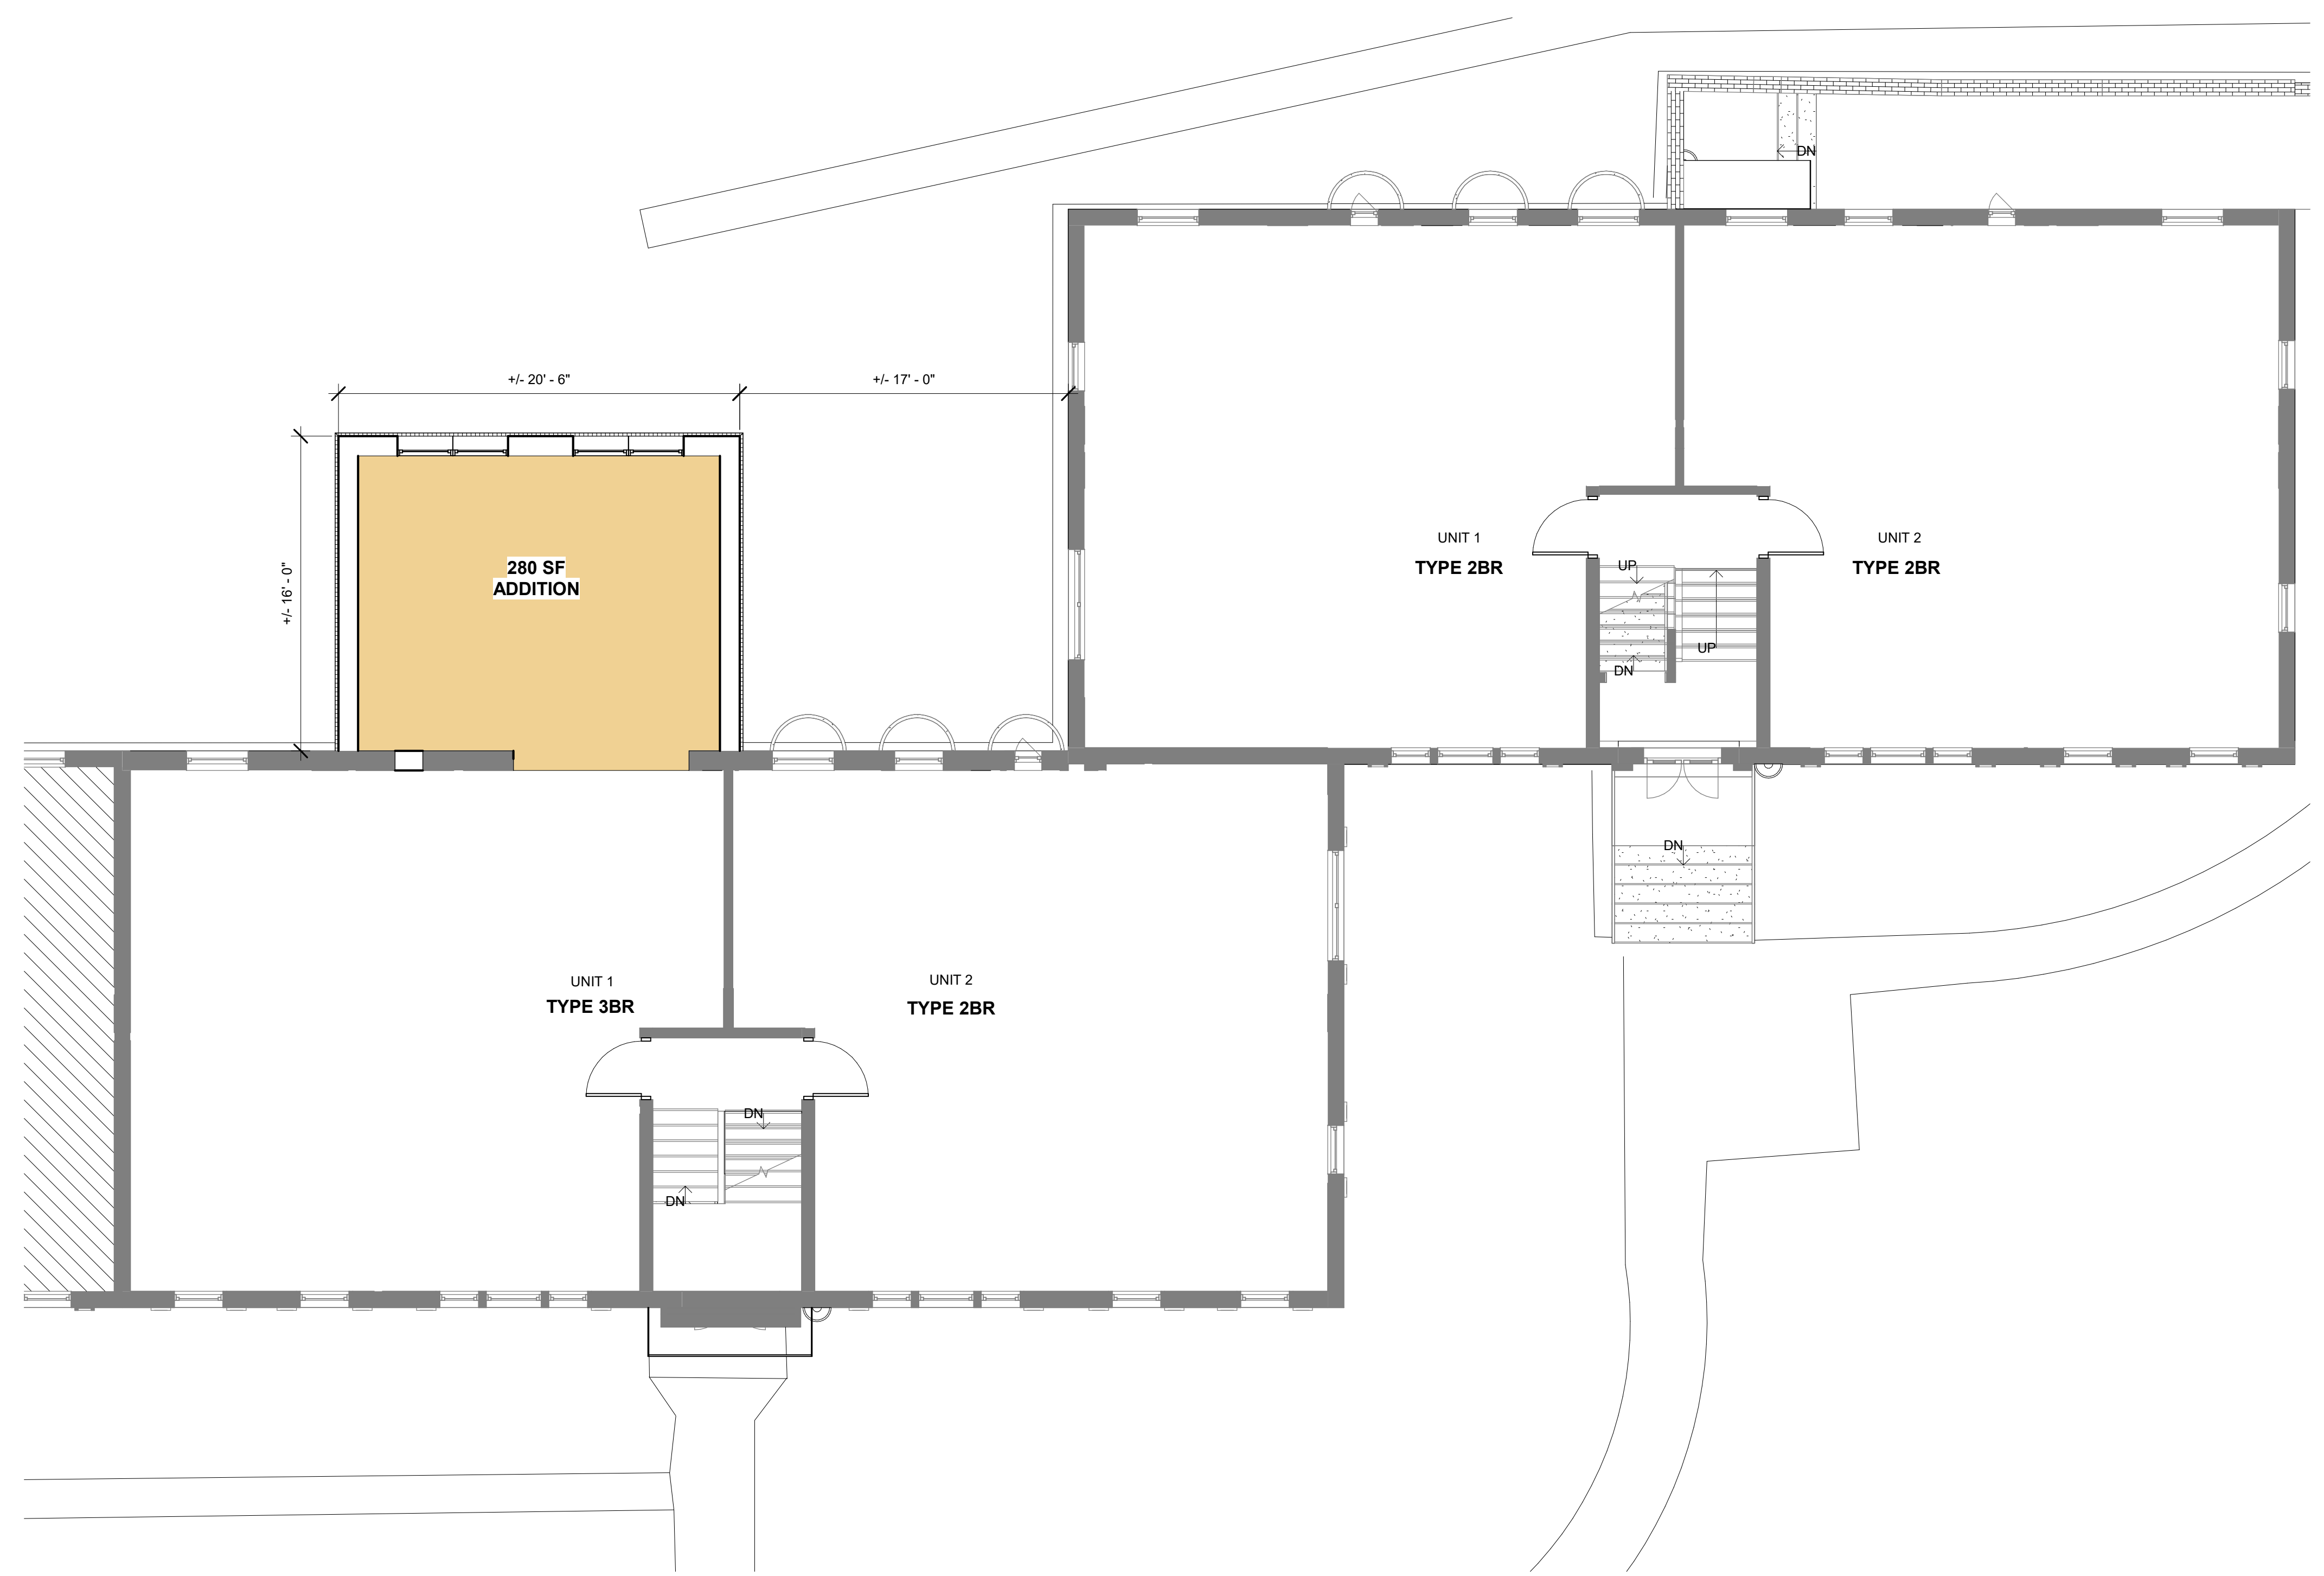 DN
+/- 20' - 6"
+/- 17' - 0"
+/- 16' - 0"
280 SF
ADDITION
UNIT 1
TYPE 2BR
UNIT 2
TYPE 2BR
UP
UP
DN
DN
UNIT 1
TYPE 3BR
UNIT 2
TYPE 2BR
DN
DN